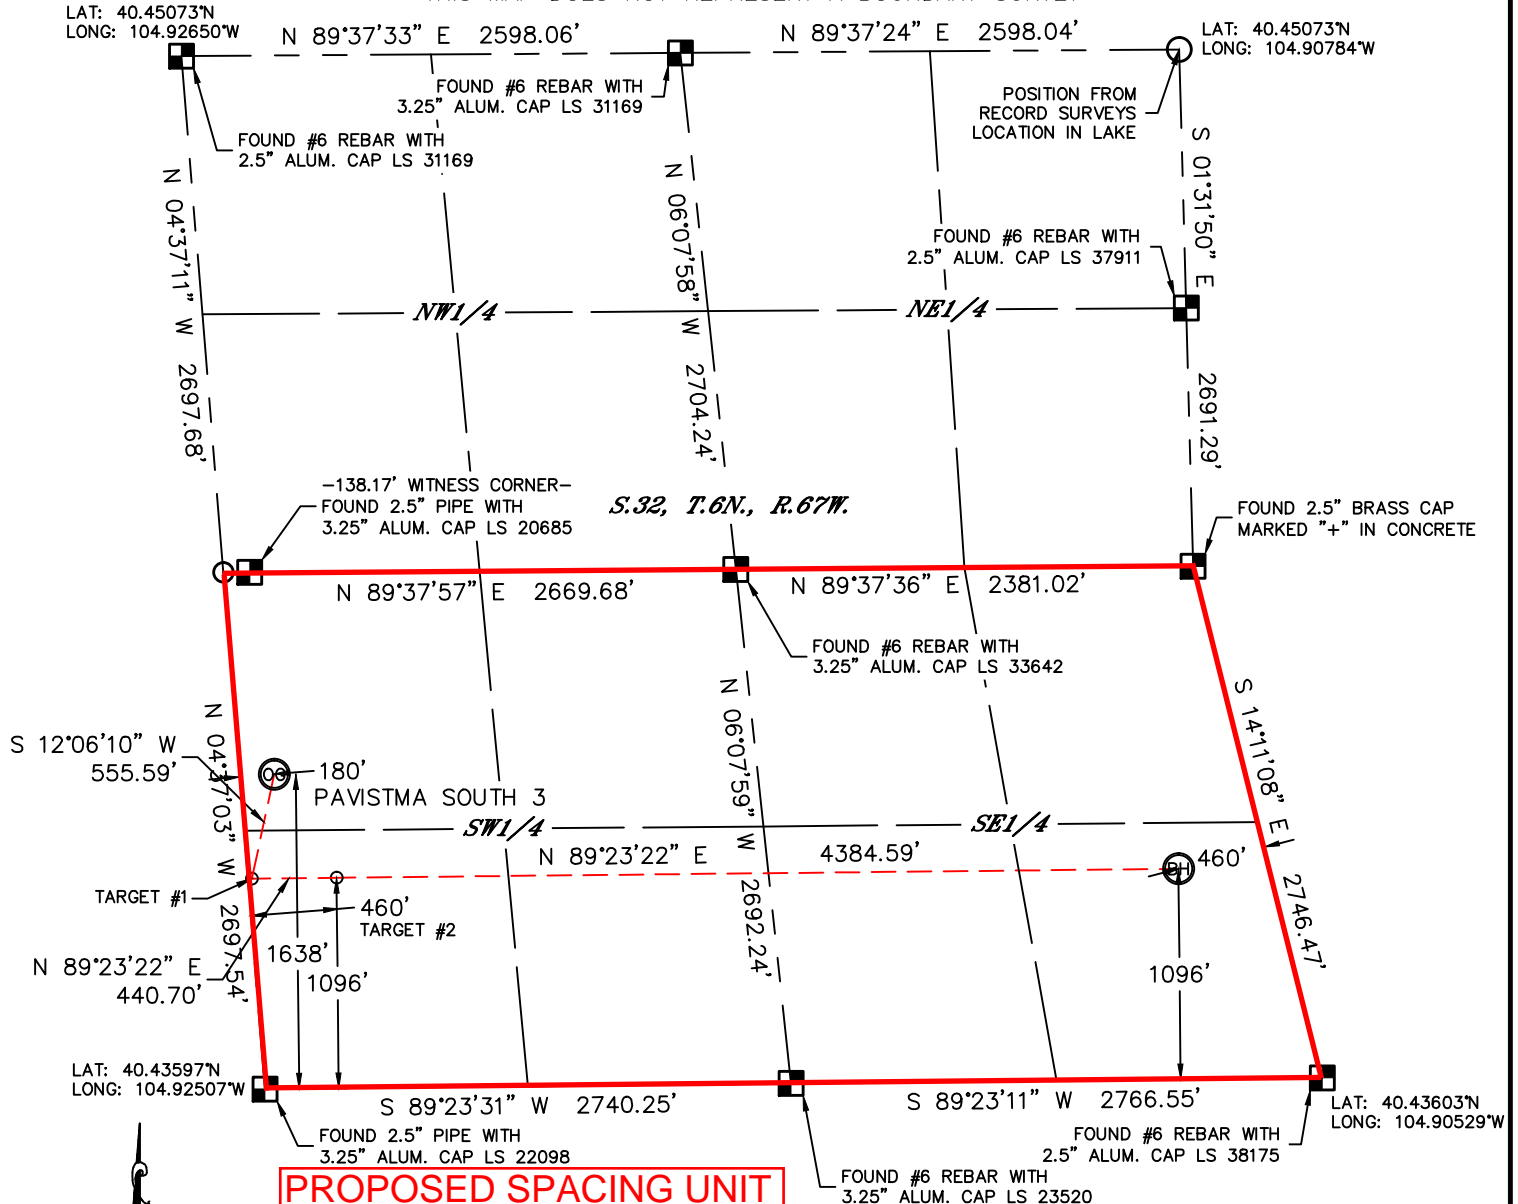 LAT: 40.45073°N
LONG: 104.92650°W
N 89°37'33" E 2598.06'
N 89°37'24" E 2598.04'
LAT: 40.45073°N
LONG: 104.90784°W
FOUND #6 REBAR WITH
3.25" ALUM. CAP LS 31169
POSITION FROM
RECORD SURVEYS
LOCATION IN LAKE
FOUND #6 REBAR WITH
2.5" ALUM. CAP LS 31169
N 04°37'11" W 2697.68'
N 06°07'58" W 2704.24'
S 01°31'50" E 2691.29'
FOUND #6 REBAR WITH
2.5" ALUM. CAP LS 37911
NW1/4
NE1/4
-138.17' WITNESS CORNER-
FOUND 2.5" PIPE WITH
3.25" ALUM. CAP LS 20685
S.32, T.6N., R.67W.
FOUND 2.5" BRASS CAP
MARKED "+" IN CONCRETE
N 89°37'57" E 2669.68'
N 89°37'36" E 2381.02'
FOUND #6 REBAR WITH
3.25" ALUM. CAP LS 33642
N 04°37'03" W 2697.54'
N 06°07'59" W 2692.24'
S 14°11'08" E 2746.47'
S 12°06'10" W
555.59'
OG
180'
PAVISTMA SOUTH 3
SW1/4
SE1/4
N 89°23'22" E 4384.59'
BH
460'
TARGET #1
460'
TARGET #2
1638'
1096'
1096'
N 89°23'22" E
440.70'
LAT: 40.43597°N
LONG: 104.92507°W
S 89°23'31" W 2740.25'
S 89°23'11" W 2766.55'
LAT: 40.43603°N
LONG: 104.90529°W
FOUND 2.5" PIPE WITH
3.25" ALUM. CAP LS 22098
FOUND #6 REBAR WITH
2.5" ALUM. CAP LS 38175
PROPOSED SPACING UNIT
FOUND #6 REBAR WITH
3.25" ALUM. CAP LS 23520